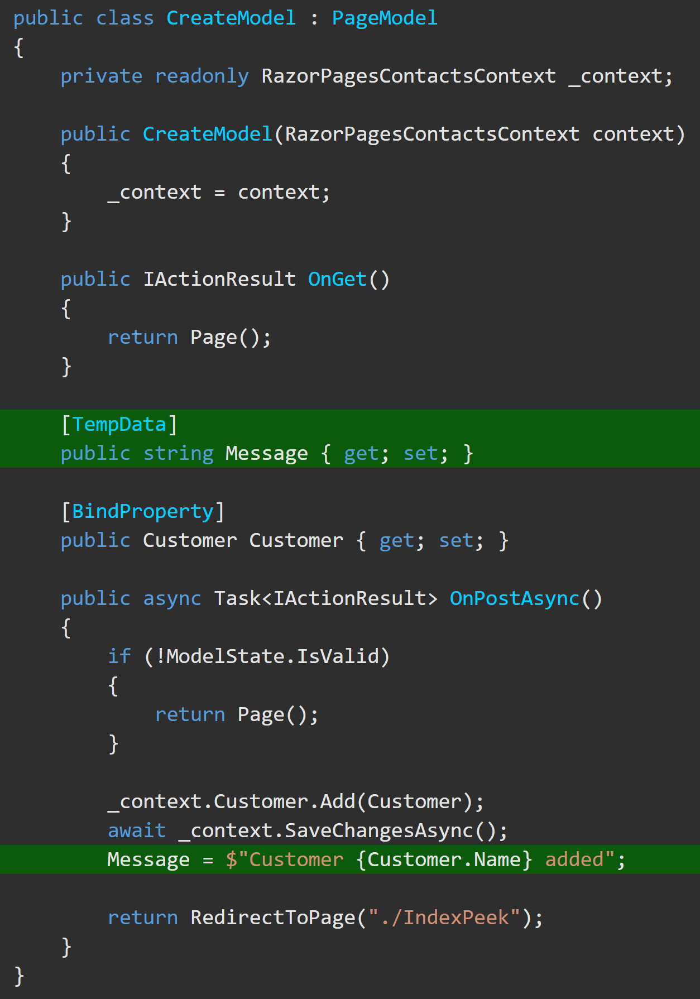 public class CreateModel : PageModel
{
    private readonly RazorPagesContactsContext _context;

    public CreateModel(RazorPagesContactsContext context)
    {
        _context = context;
    }

    public IActionResult OnGet()
    {
        return Page();
    }

    [TempData]
    public string Message { get; set; }

    [BindProperty]
    public Customer Customer { get; set; }

    public async Task<IActionResult> OnPostAsync()
    {
        if (!ModelState.IsValid)
        {
            return Page();
        }

        _context.Customer.Add(Customer);
        await _context.SaveChangesAsync();
        Message = $"Customer {Customer.Name} added";

        return RedirectToPage("./IndexPeek");
    }
}